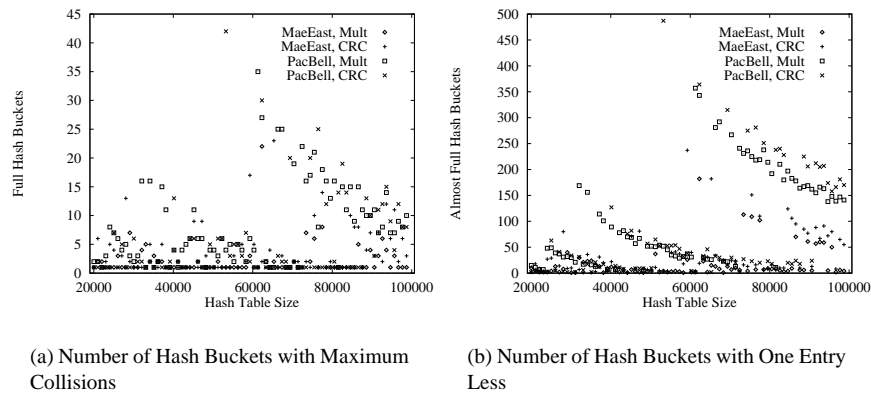 45
40
35
30
25
20
15
10
5
0
Full Hash Buckets
MaeEast, Mult
MaeEast, CRC
PacBell, Mult
PacBell, CRC
20000 40000 60000 80000 100000
Hash Table Size
500
450
400
350
300
250
200
150
100
50
0
Almost Full Hash Buckets
MaeEast, Mult
MaeEast, CRC
PacBell, Mult
PacBell, CRC
20000 40000 60000 80000 100000
Hash Table Size
(a) Number of Hash Buckets with Maximum
Collisions
(b) Number of Hash Buckets with One Entry
Less